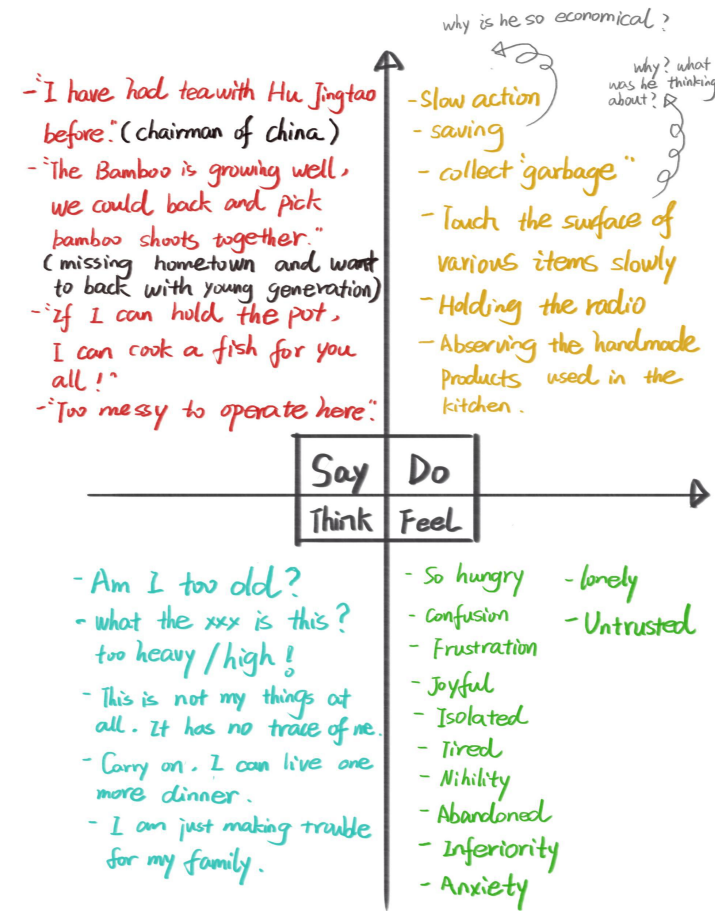 why is he so economical?
why? what
was he thinking
about?
- "I have had tea with Hu Jingtao
before." (chairman of china)
- "The Bamboo is growing well,
we could back and pick
bamboo shoots together."
(missing hometown and want
to back with young generation)
- "If I can hold the pot,
I can cook a fish for you
all!"
- "Too messy to operate here".
- Slow action
- saving
- collect "garbage"
- Touch the surface of
various items slowly
- Holding the radio
- Abserving the handmade
Products used in the
kitchen.
Say
Do
Think
Feel
- Am I too old?
- what the xxx is this?
too heavy/high!
- This is not my things at
all. It has no trace of me.
- Carry on. I can live one
more dinner.
- I am just making trouble
for my family.
- So hungry
- Confusion
- Frustration
- Joyful
- Isolated
- Tired
- Nihility
- Abandoned
- Inferiority
- Anxiety
- lonely
- Untrusted